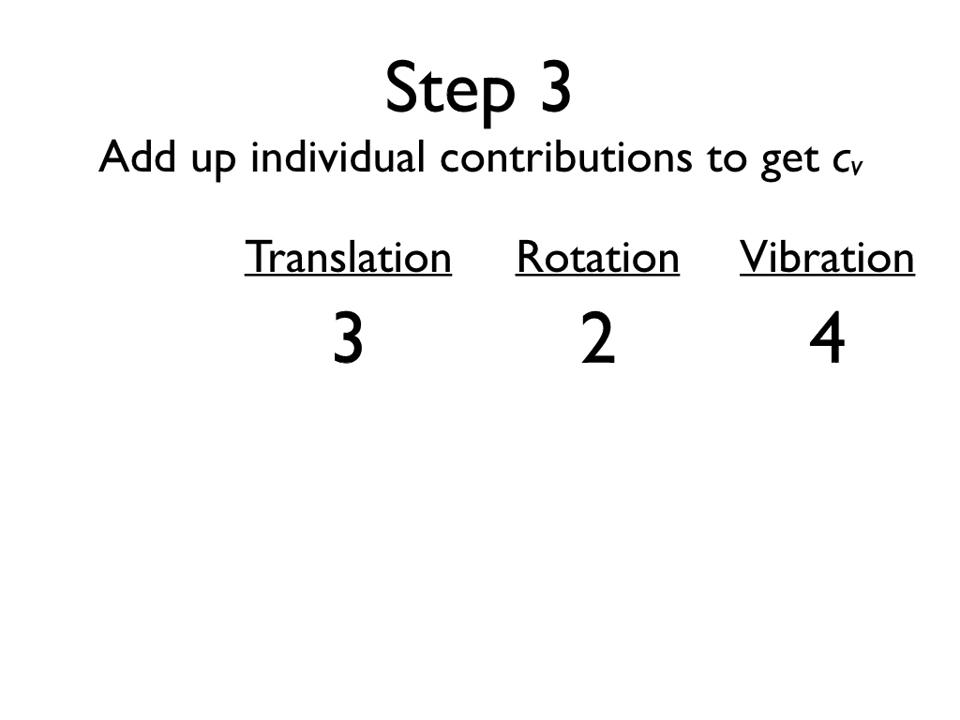 Step 3
Add up individual contributions to get cv
Translation Rotation Vibration
3 2 4